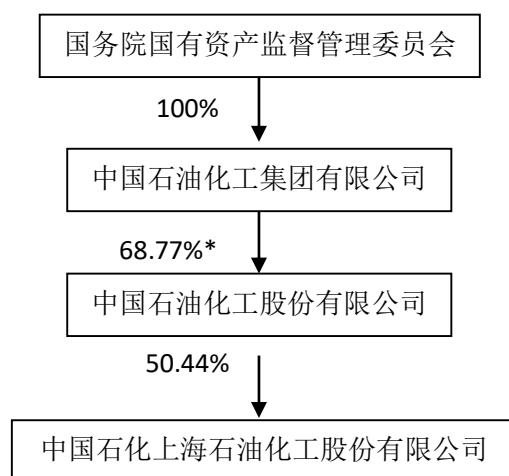 国务院国有资产监督管理委员会
100%
中国石油化工集团有限公司
68.77%*
中国石油化工股份有限公司
50.44%
中国石化上海石油化工股份有限公司